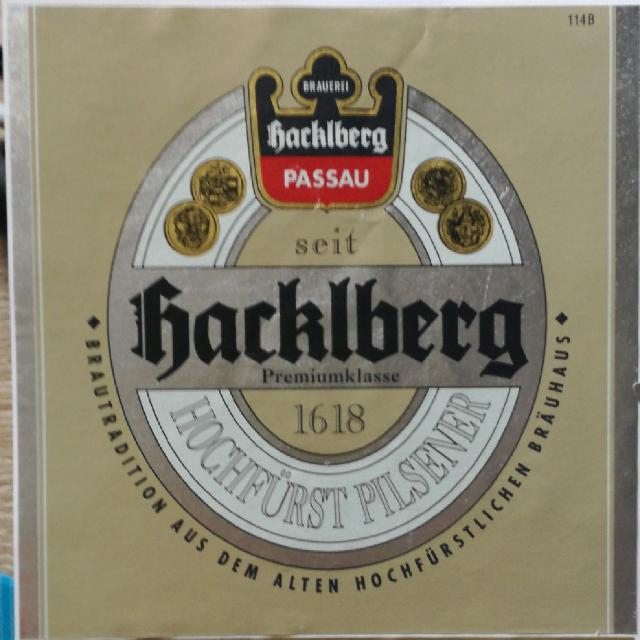 114B
BRAUEREI
Hacklberg
PASSAU
seit
Hacklberg
Premiumklasse
1618
HOCHFÜRST PILSENER
◆ BRAUTRADITION AUS DEM ALTEN HOCHFÜRSTLICHEN BRÄUHAUS ◆